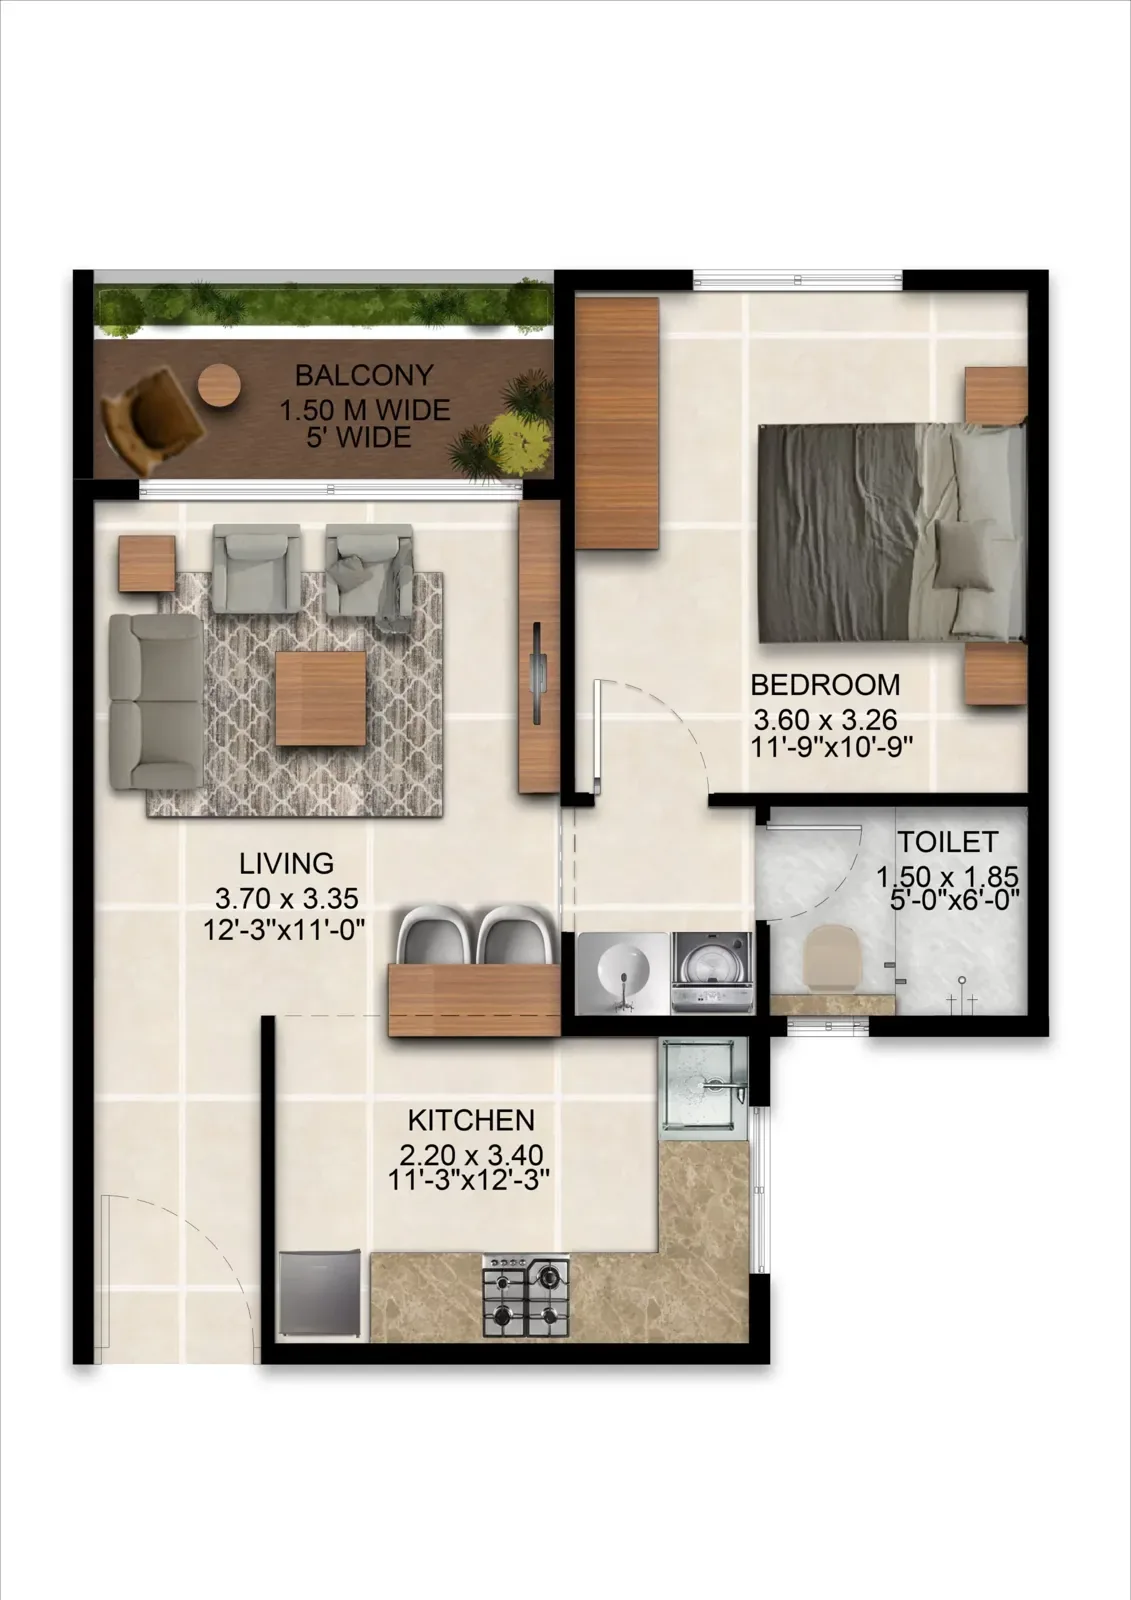 BALCONY
1.50 M WIDE
5' WIDE
BEDROOM
3.60 x 3.26
11'-9"x10'-9"
TOILET
1.50 x 1.85
5'-0"x6'-0"
LIVING
3.70 x 3.35
12'-3"x11'-0"
KITCHEN
2.20 x 3.40
11'-3"x12'-3"